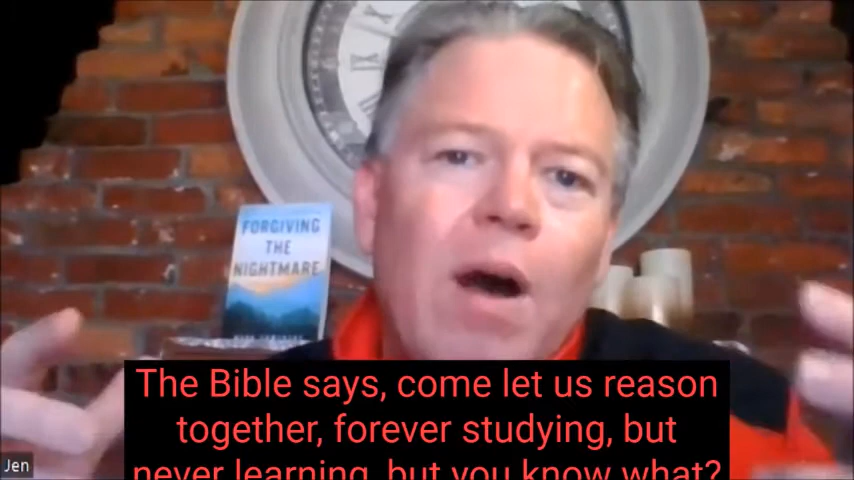 FORGIVING
THE
NIGHTMARE
The Bible says, come let us reason
together, forever studying, but
never learning, but you know what?
Jen